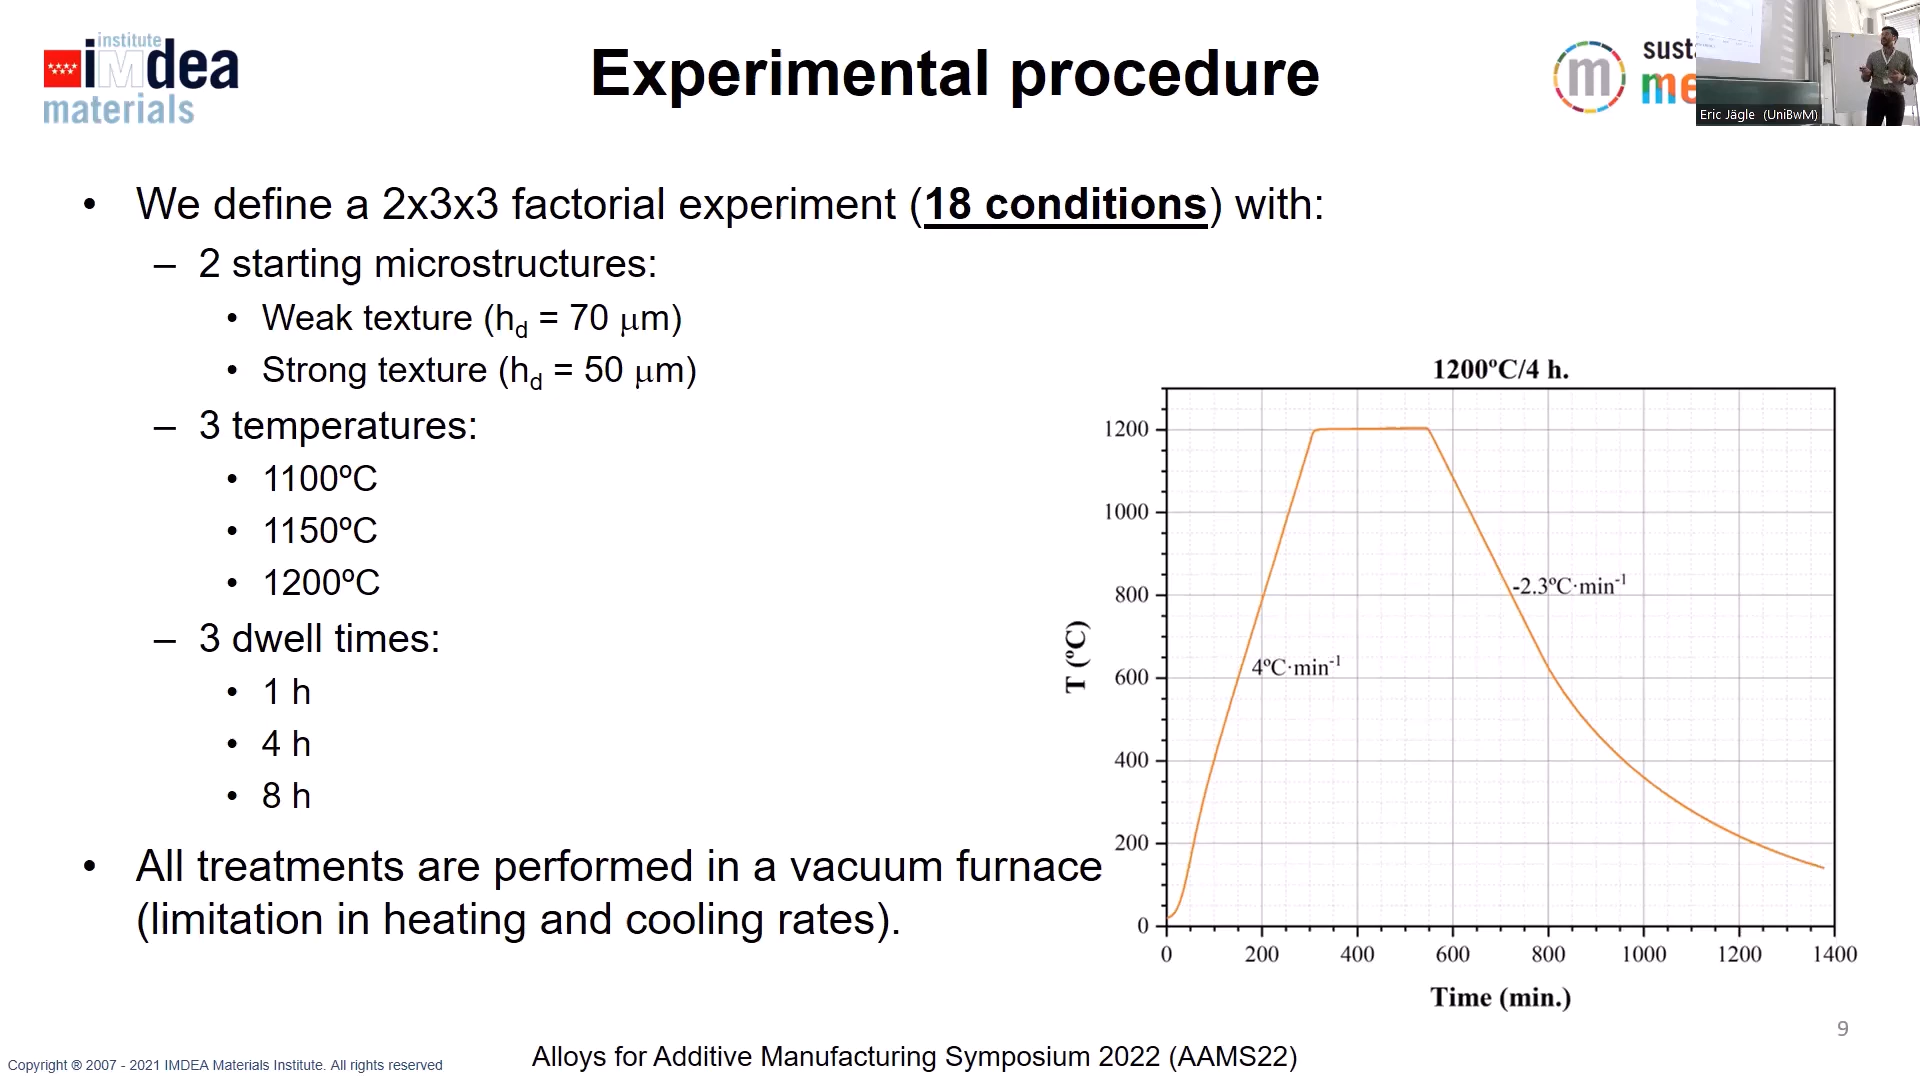 institute
iMdea
materials
Experimental procedure
m
Eric Jägle (UniBwM)
• We define a 2x3x3 factorial experiment (18 conditions) with:
– 2 starting microstructures:
• Weak texture (hd = 70 μm)
• Strong texture (hd = 50 μm)
– 3 temperatures:
• 1100ºC
• 1150ºC
• 1200ºC
– 3 dwell times:
• 1 h
• 4 h
• 8 h
• All treatments are performed in a vacuum furnace
(limitation in heating and cooling rates).
1200ºC/4 h.
1200
1000
800
600
400
200
0
T (ºC)
4ºC·min-1
-2.3ºC·min-1
0 200 400 600 800 1000 1200 1400
Time (min.)
9
Copyright ® 2007 - 2021 IMDEA Materials Institute. All rights reserved
Alloys for Additive Manufacturing Symposium 2022 (AAMS22)